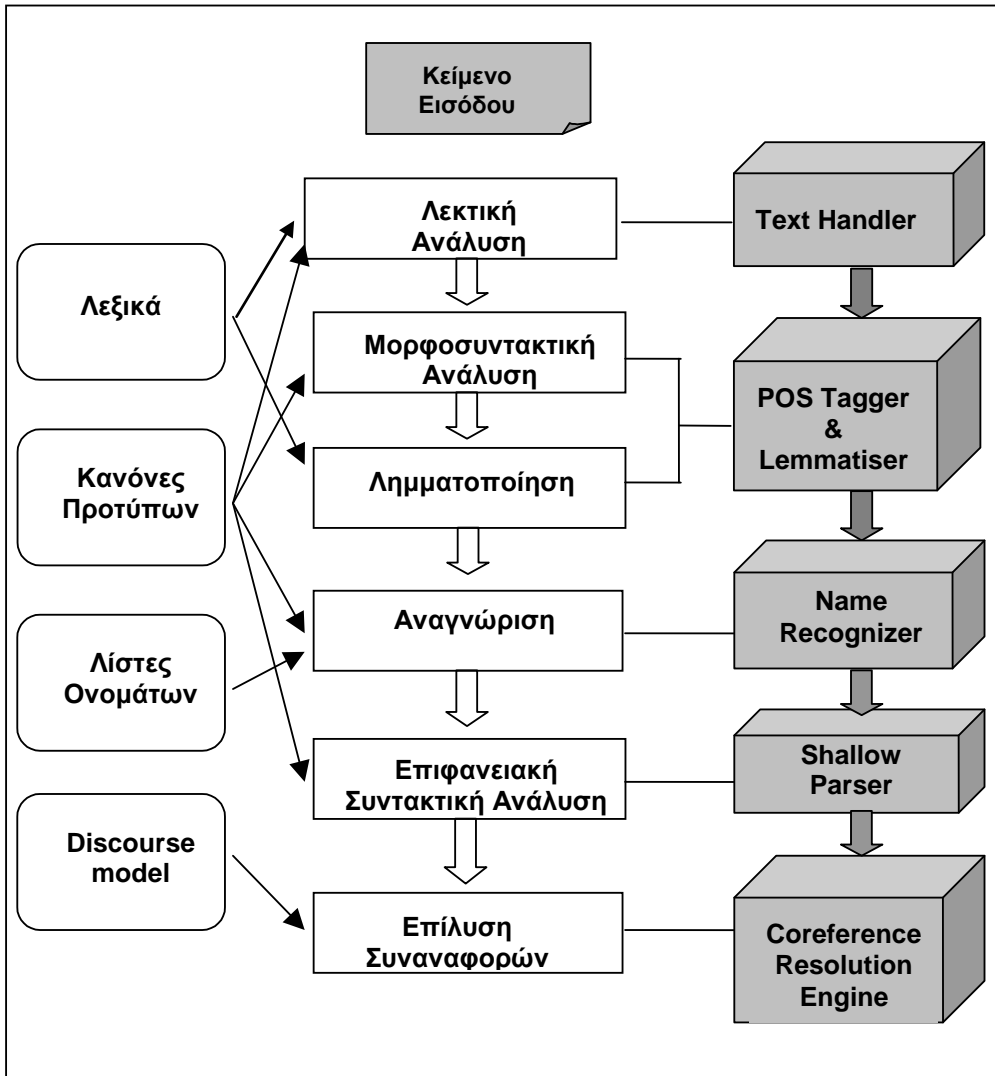 Κείμενο
Εισόδου
Λεκτική
Ανάλυση
Text Handler
Λεξικά
Μορφοσυντακτική
Ανάλυση
POS Tagger
&
Lemmatiser
Κανόνες
Προτύπων
Λημματοποίηση
Αναγνώριση
Name
Recognizer
Λίστες
Ονομάτων
Επιφανειακή
Συντακτική Ανάλυση
Shallow
Parser
Discourse
model
Επίλυση
Συναναφορών
Coreference
Resolution
Engine